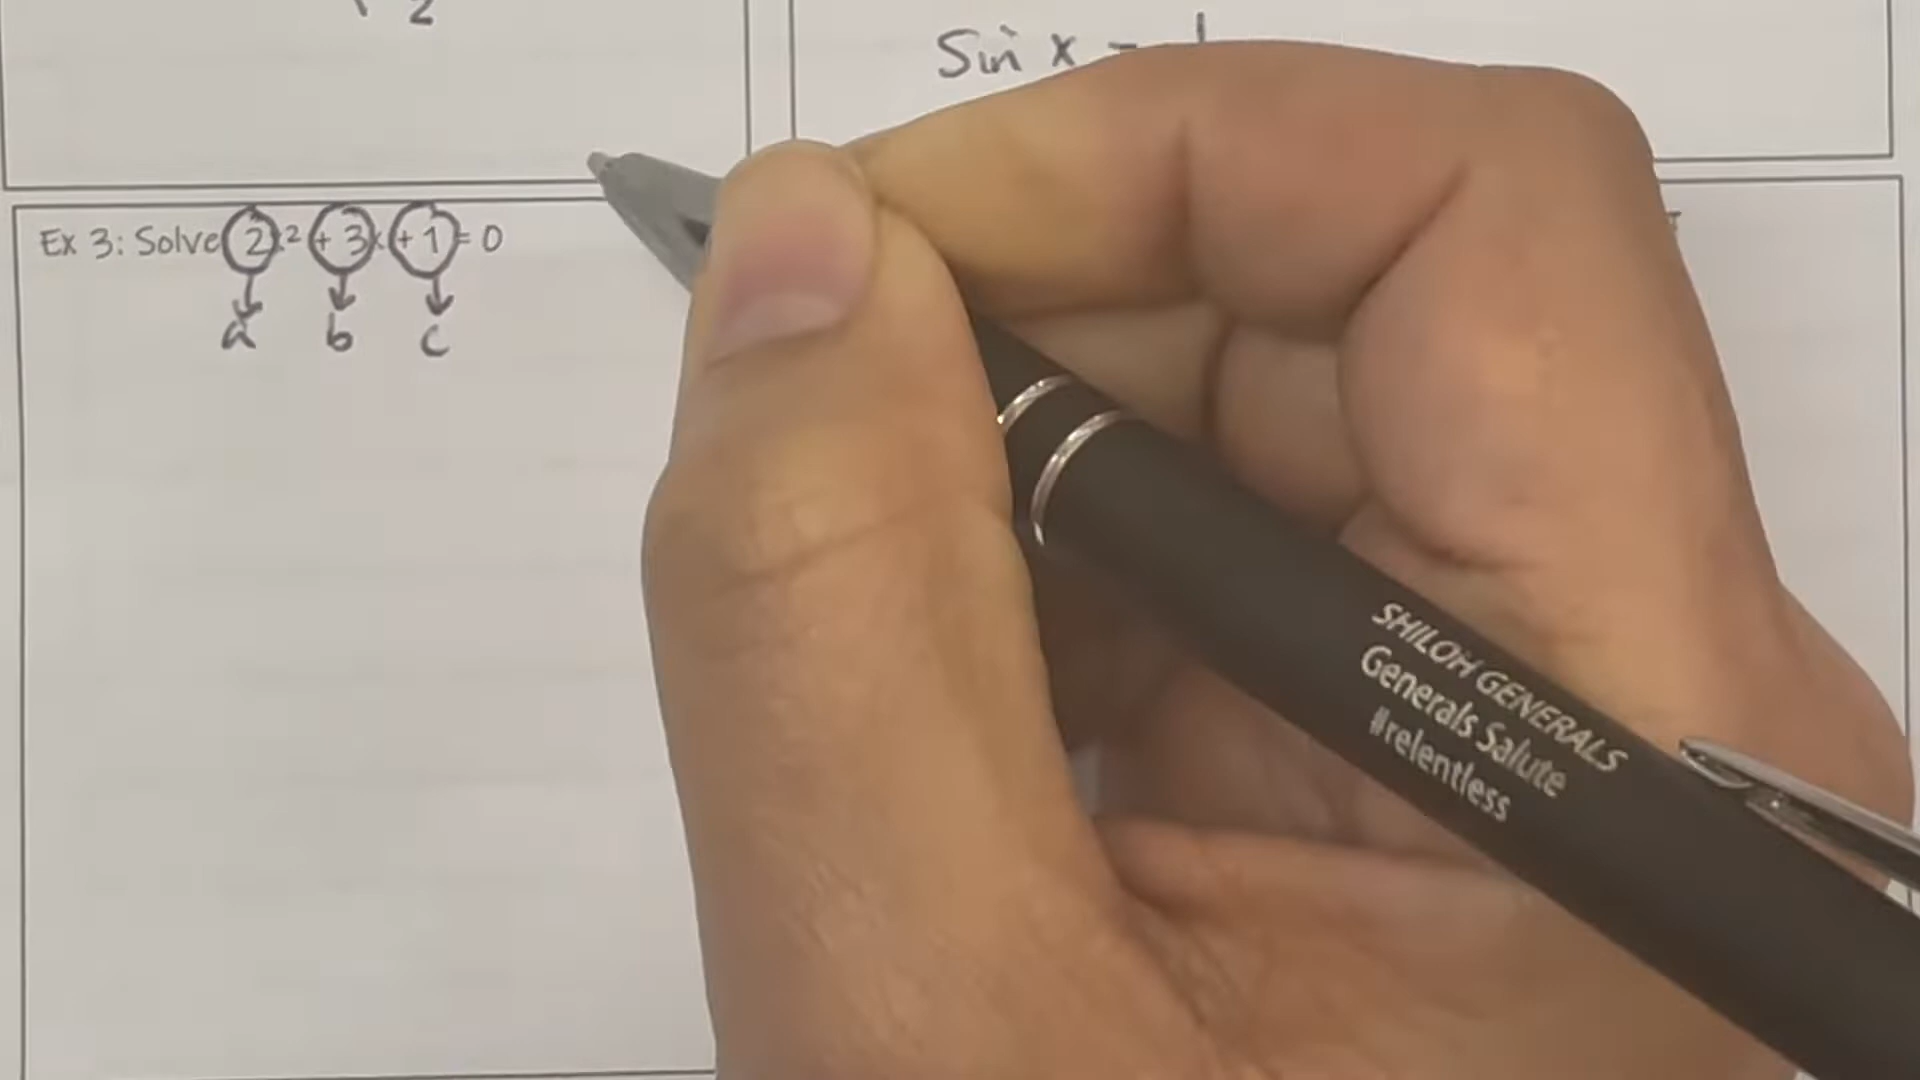 2
Sin x =
Ex 3: Solve 2x² + 3x + 1 = 0
a b c
SHILOH GENERALS
Generals Salute
#relentless